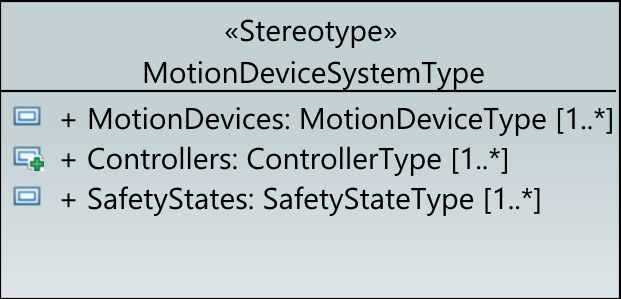 «Stereotype»
MotionDeviceSystemType
+ MotionDevices: MotionDeviceType [1..*]
+ Controllers: ControllerType [1..*]
+ SafetyStates: SafetyStateType [1..*]